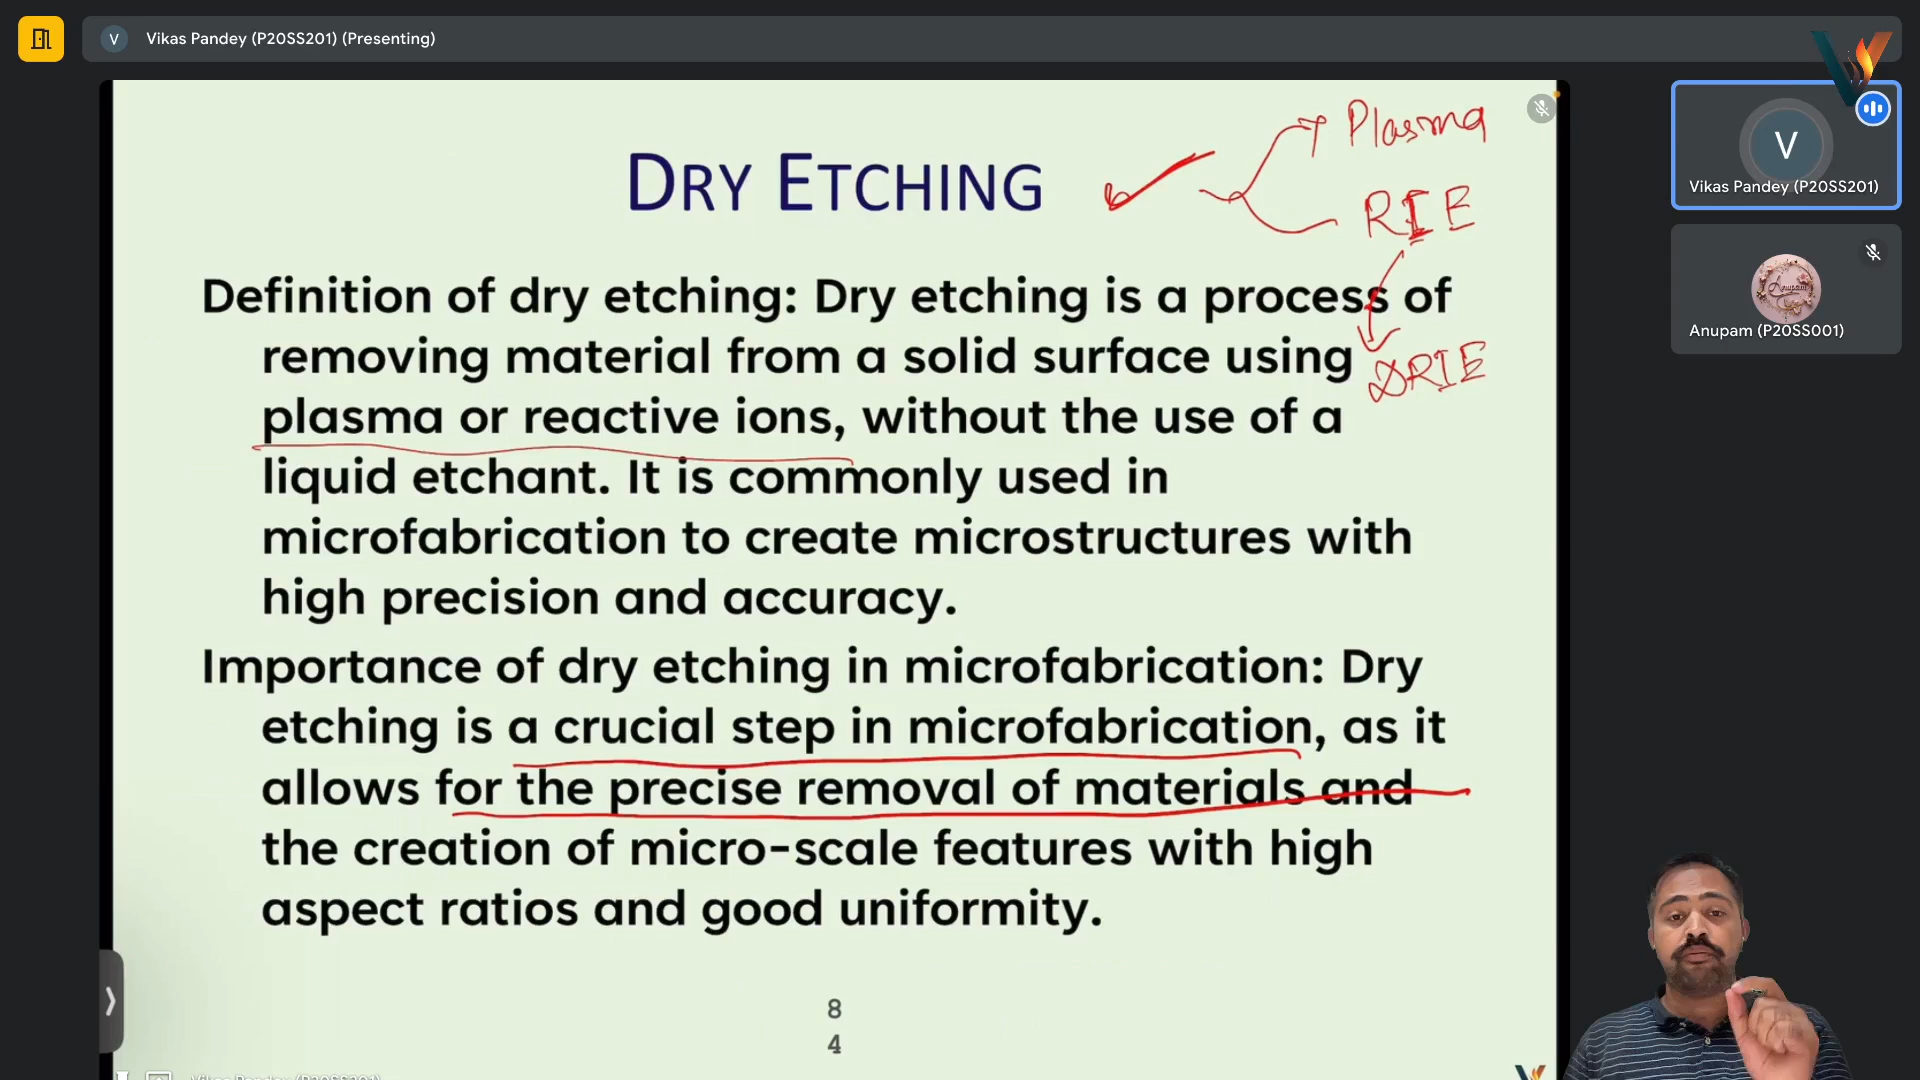 V Vikas Pandey (P20SS201) (Presenting)
Plasma
DRY ETCHING
RIE
V
Vikas Pandey (P20SS201)
Definition of dry etching: Dry etching is a process of
removing material from a solid surface using
DRIE
plasma or reactive ions, without the use of a
liquid etchant. It is commonly used in
microfabrication to create microstructures with
high precision and accuracy.
Anupam
Anupam (P20SS001)
Importance of dry etching in microfabrication: Dry
etching is a crucial step in microfabrication, as it
allows for the precise removal of materials and
the creation of micro-scale features with high
aspect ratios and good uniformity.
8
4
Vikas Pandey (P20SS201)